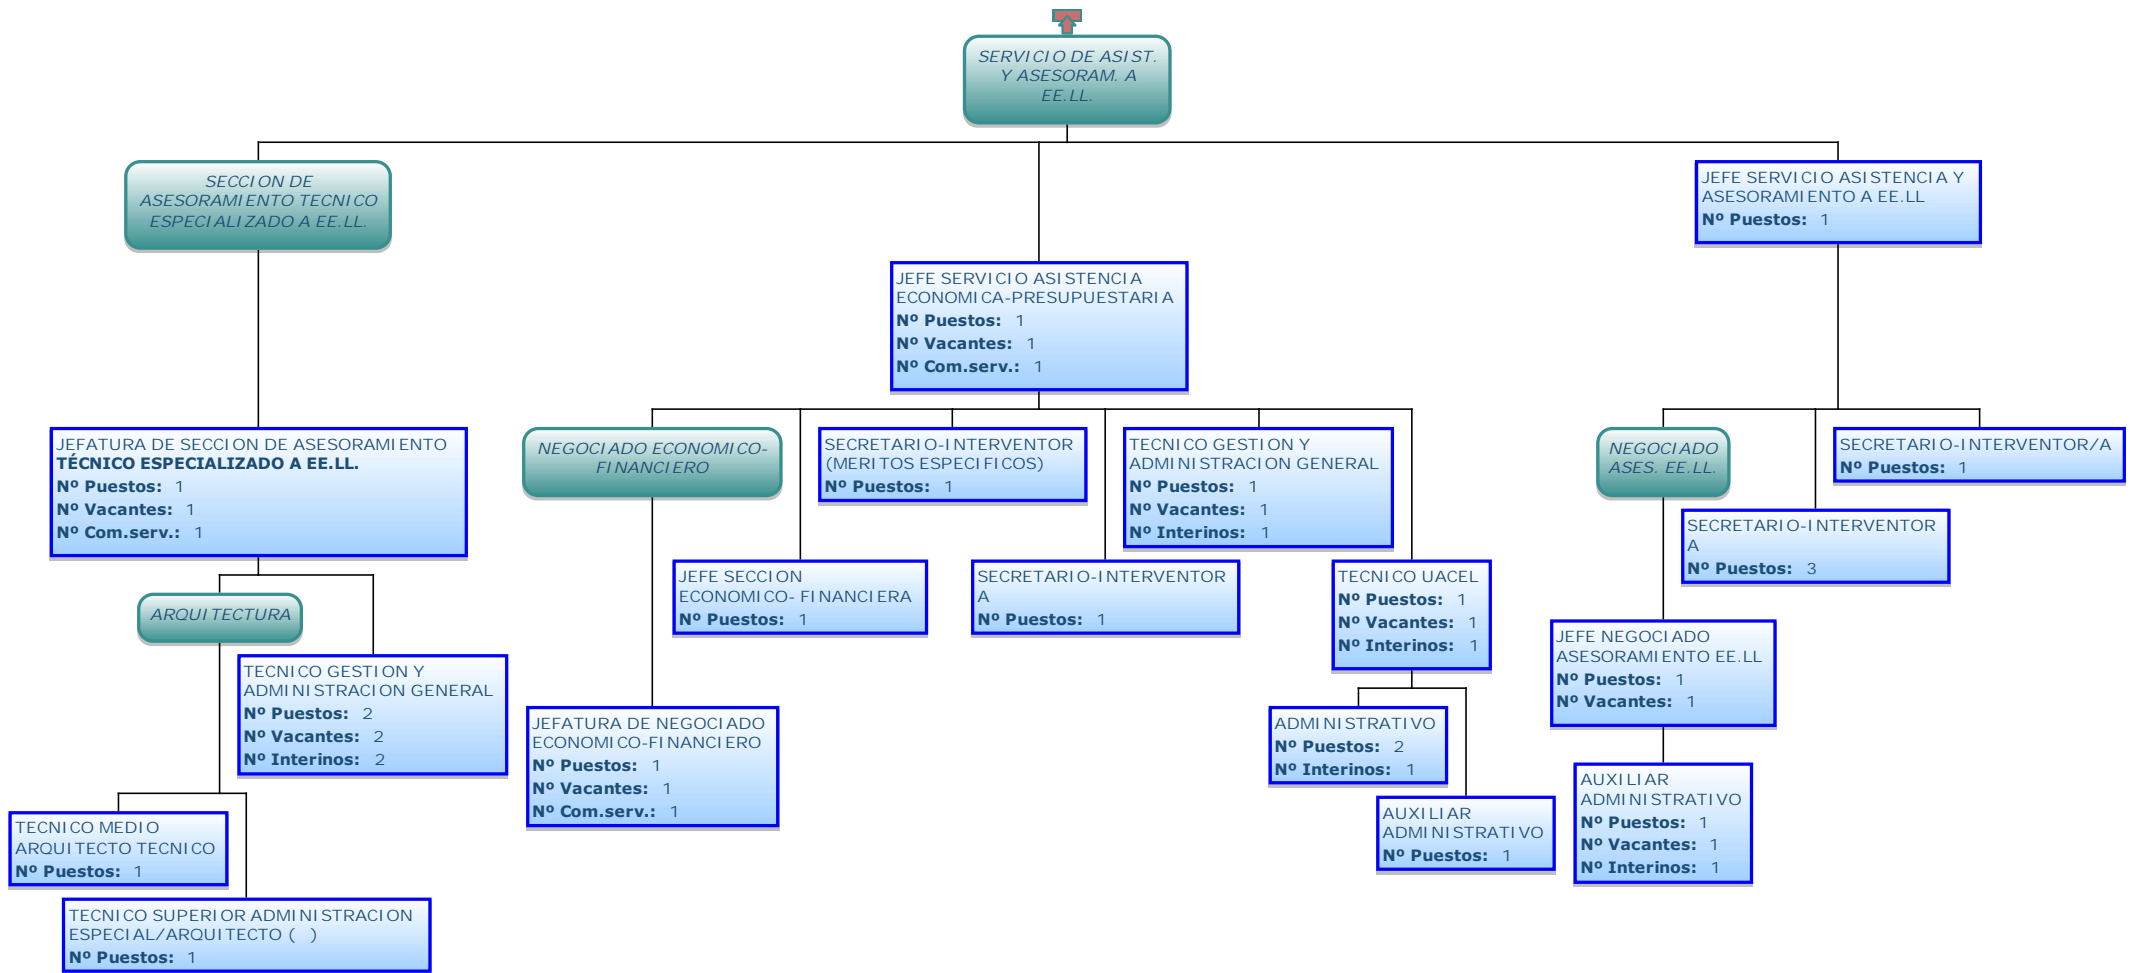 SERVICIO DE ASIST.
Y ASESORAM. A
EE.LL.
SECCION DE
ASESORAMIENTO TECNICO
ESPECIALIZADO A EE.LL.
JEFE SERVICIO ASISTENCIA Y
ASESORAMIENTO A EE.LL
Nº Puestos: 1
JEFE SERVICIO ASISTENCIA
ECONOMICA-PRESUPUESTARIA
Nº Puestos: 1
Nº Vacantes: 1
Nº Com.serv.: 1
JEFATURA DE SECCION DE ASESORAMIENTO
TÉCNICO ESPECIALIZADO A EE.LL.
Nº Puestos: 1
Nº Vacantes: 1
Nº Com.serv.: 1
NEGOCIADO ECONOMICO-
FINANCIERO
SECRETARIO-INTERVENTOR
(MERITOS ESPECIFICOS)
Nº Puestos: 1
TECNICO GESTION Y
ADMINISTRACION GENERAL
Nº Puestos: 1
Nº Vacantes: 1
Nº Interinos: 1
NEGOCIADO
ASES. EE.LL.
SECRETARIO-INTERVENTOR/A
Nº Puestos: 1
SECRETARIO-INTERVENTOR
A
Nº Puestos: 3
JEFE SECCION
ECONOMICO- FINANCIERA
Nº Puestos: 1
SECRETARIO-INTERVENTOR
A
Nº Puestos: 1
TECNICO UACEL
Nº Puestos: 1
Nº Vacantes: 1
Nº Interinos: 1
ARQUITECTURA
TECNICO GESTION Y
ADMINISTRACION GENERAL
Nº Puestos: 2
Nº Vacantes: 2
Nº Interinos: 2
JEFE NEGOCIADO
ASESORAMIENTO EE.LL
Nº Puestos: 1
Nº Vacantes: 1
JEFATURA DE NEGOCIADO
ECONOMICO-FINANCIERO
Nº Puestos: 1
Nº Vacantes: 1
Nº Com.serv.: 1
ADMINISTRATIVO
Nº Puestos: 2
Nº Interinos: 1
AUXILIAR
ADMINISTRATIVO
Nº Puestos: 1
AUXILIAR
ADMINISTRATIVO
Nº Puestos: 1
Nº Vacantes: 1
Nº Interinos: 1
TECNICO MEDIO
ARQUITECTO TECNICO
Nº Puestos: 1
TECNICO SUPERIOR ADMINISTRACION
ESPECIAL/ARQUITECTO ( )
Nº Puestos: 1